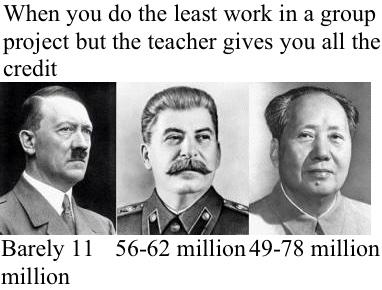 When you do the least work in a group
project but the teacher gives you all the
credit
Barely 11 million
56-62 million
49-78 million